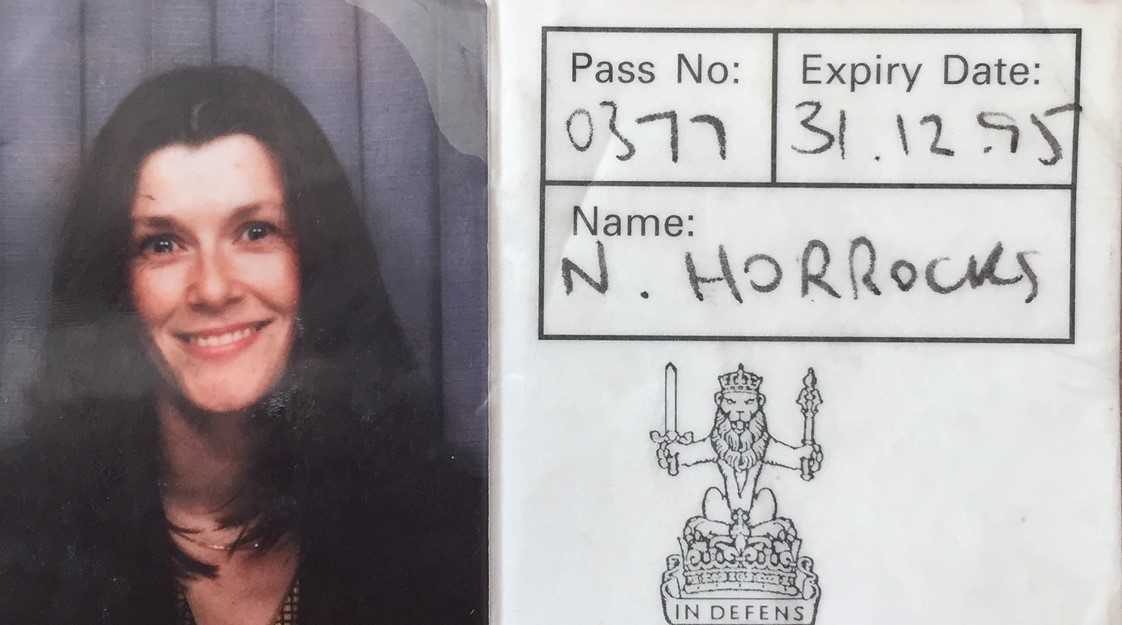 Pass No:
0377
Expiry Date:
31.12.95
Name:
N. HORROCKS
IN DEFENS